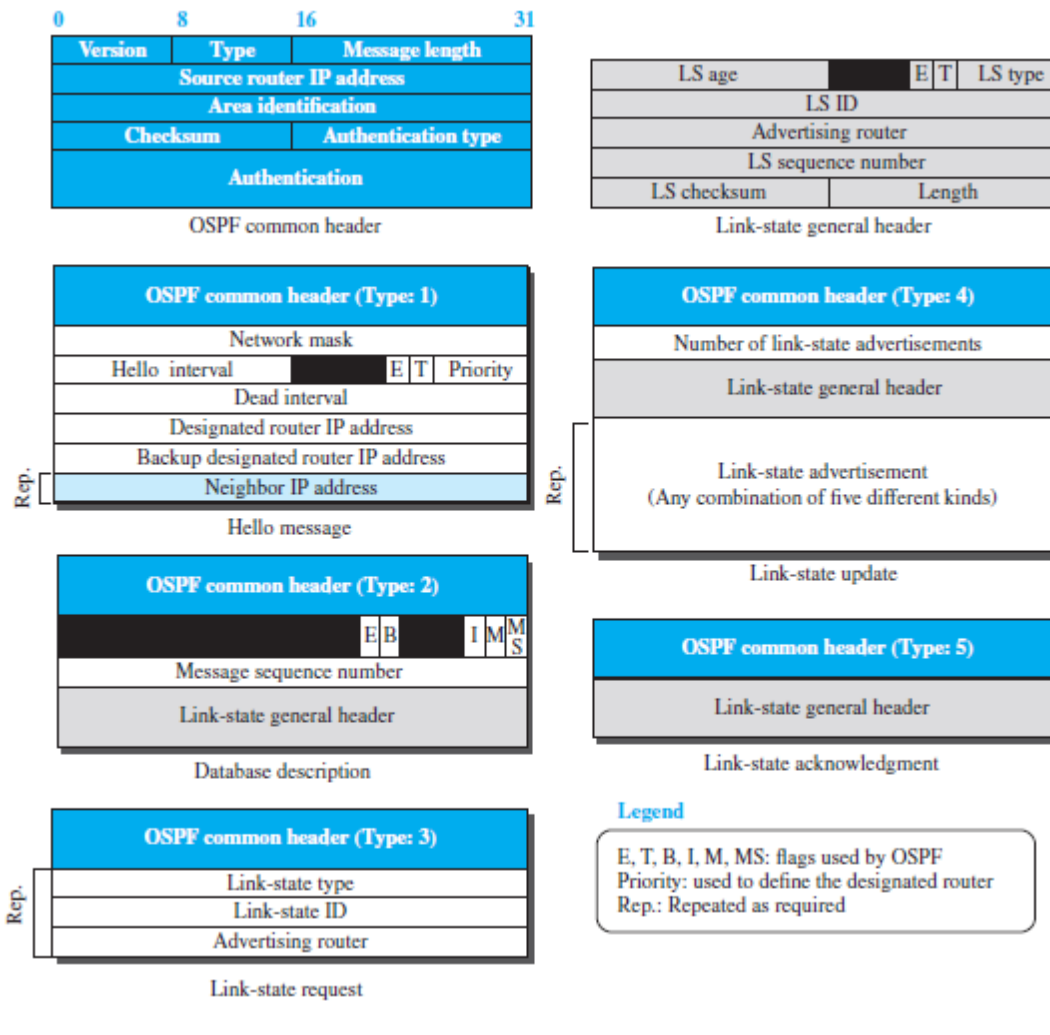 0 8 16 31
Version Type Message length
Source router IP address
Area identification
Checksum Authentication type
Authentication
OSPF common header
LS age E T LS type
LS ID
Advertising router
LS sequence number
LS checksum Length
Link-state general header
OSPF common header (Type: 1)
Network mask
Hello interval E T Priority
Dead interval
Designated router IP address
Backup designated router IP address
Rep.
Neighbor IP address
Hello message
OSPF common header (Type: 4)
Number of link-state advertisements
Link-state general header
Rep.
Link-state advertisement
(Any combination of five different kinds)
Link-state update
OSPF common header (Type: 2)
E B I M MS
Message sequence number
Link-state general header
Database description
OSPF common header (Type: 5)
Link-state general header
Link-state acknowledgment
OSPF common header (Type: 3)
Rep.
Link-state type
Link-state ID
Advertising router
Link-state request
Legend
E, T, B, I, M, MS: flags used by OSPF
Priority: used to define the designated router
Rep.: Repeated as required